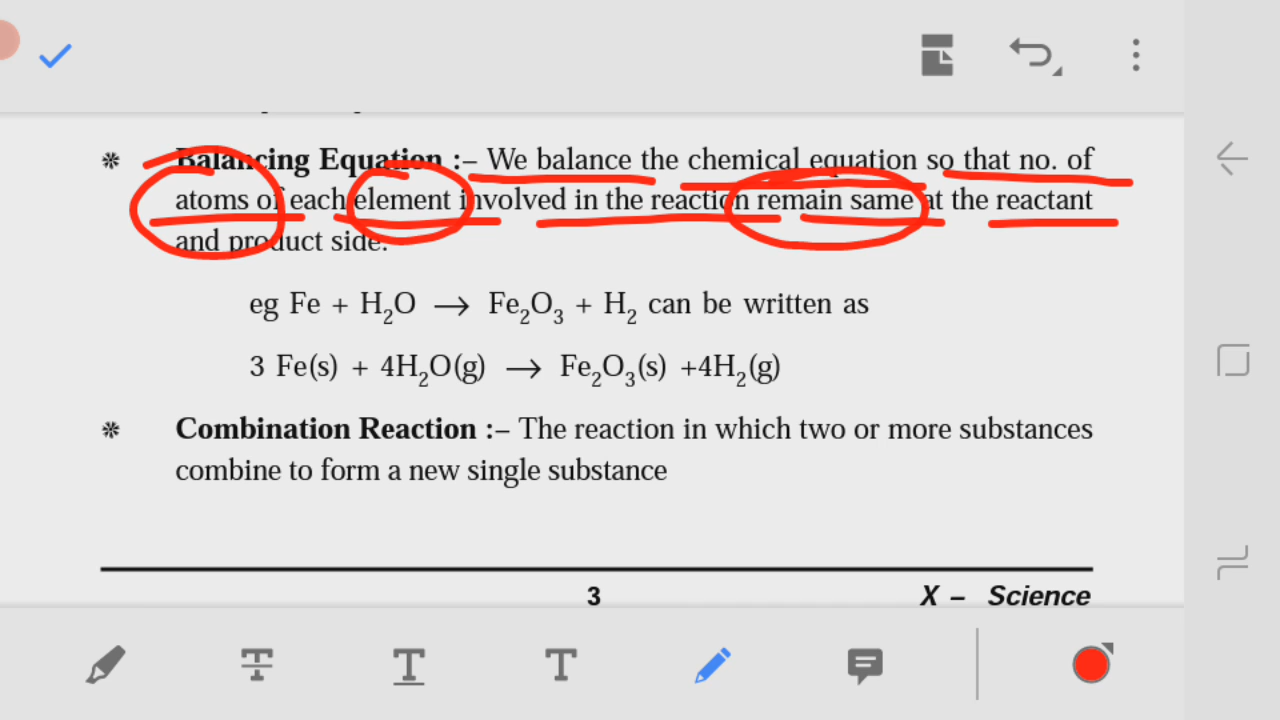 * Balancing Equation :– We balance the chemical equation so that no. of
atoms of each element involved in the reaction remain same at the reactant
and product side.
eg Fe + H₂O → Fe₂O₃ + H₂ can be written as
3 Fe(s) + 4H₂O(g) → Fe₂O₃(s) +4H₂(g)
* Combination Reaction :– The reaction in which two or more substances
combine to form a new single substance
3 X – Science